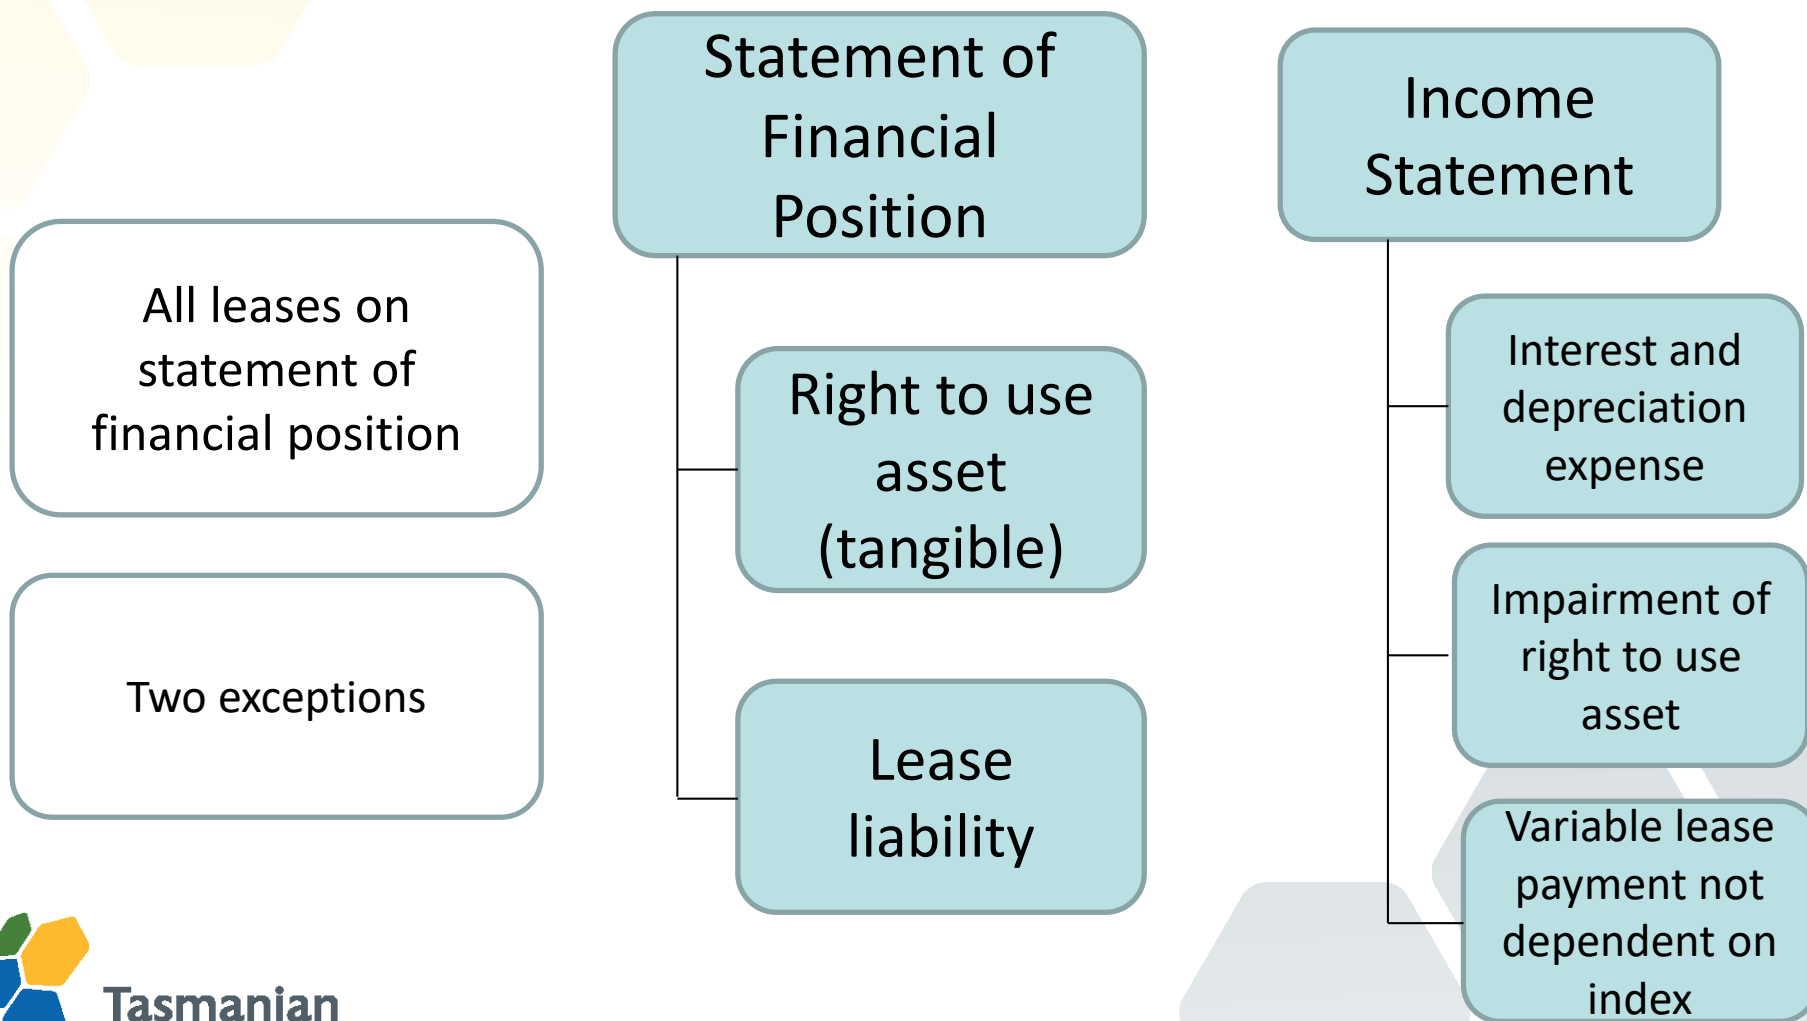 All leases on
statement of
financial position
Two exceptions
Statement of
Financial
Position
Right to use
asset
(tangible)
Lease
liability
Income
Statement
Interest and
depreciation
expense
Impairment of
right to use
asset
Variable lease
payment not
dependent on
index
Tasmanian